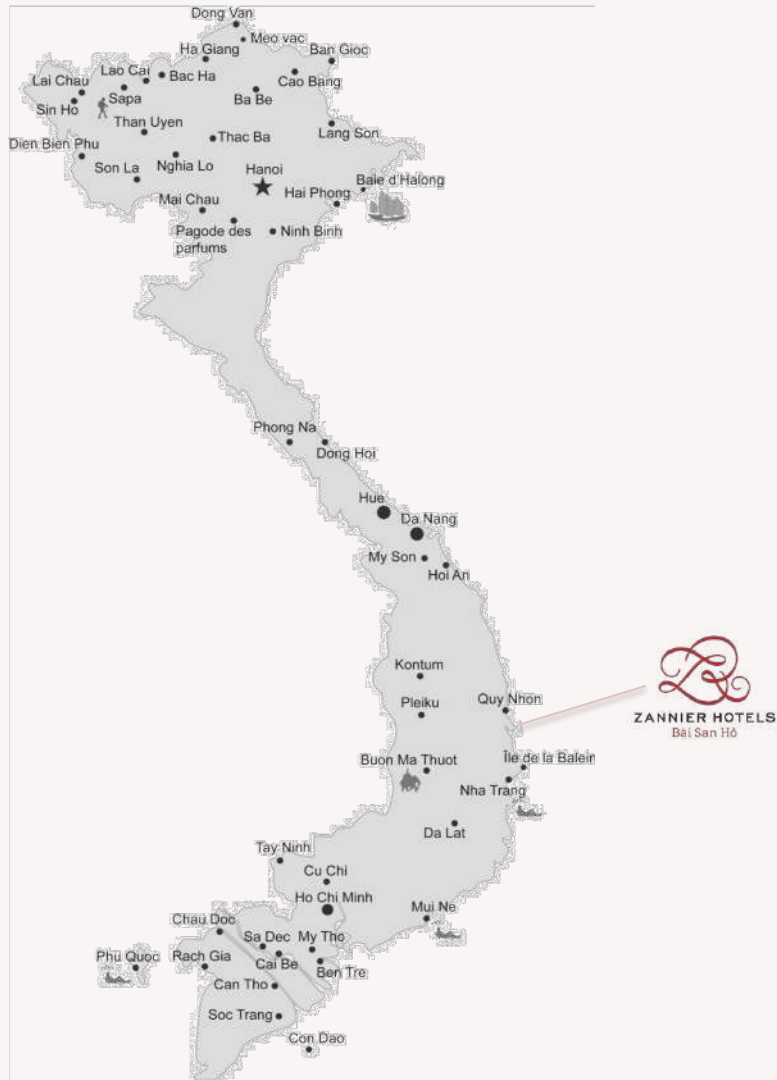 Dong Van
Meo vac
Ha Giang
Ban Gioc
Lao Cai
Bac Ha
Cao Bang
Lai Chau
Sapa
Ba Be
Sin Ho
Than Uyen
Thac Ba
Lang Son
Dien Bien Phu
Nghia Lo
Hanoi
Son La
Baie d'Halong
Hai Phong
Mai Chau
Pagode des
parfums
Ninh Binh
Phong Na
Dong Hoi
Hue
Da Nang
My Son
Hoi An
Kontum
Quy Nhon
Pleiku
ZANNIER HOTELS
Bãi San Hô
Buon Ma Thuot
Île de la Balein
Nha Trang
Da Lat
Tay Ninh
Cu Chi
Ho Chi Minh
Mui Ne
Chau Doc
Sa Dec
My Tho
Phu Quoc
Rach Gia
Cai Be
Ben Tre
Can Tho
Soc Trang
Con Dao